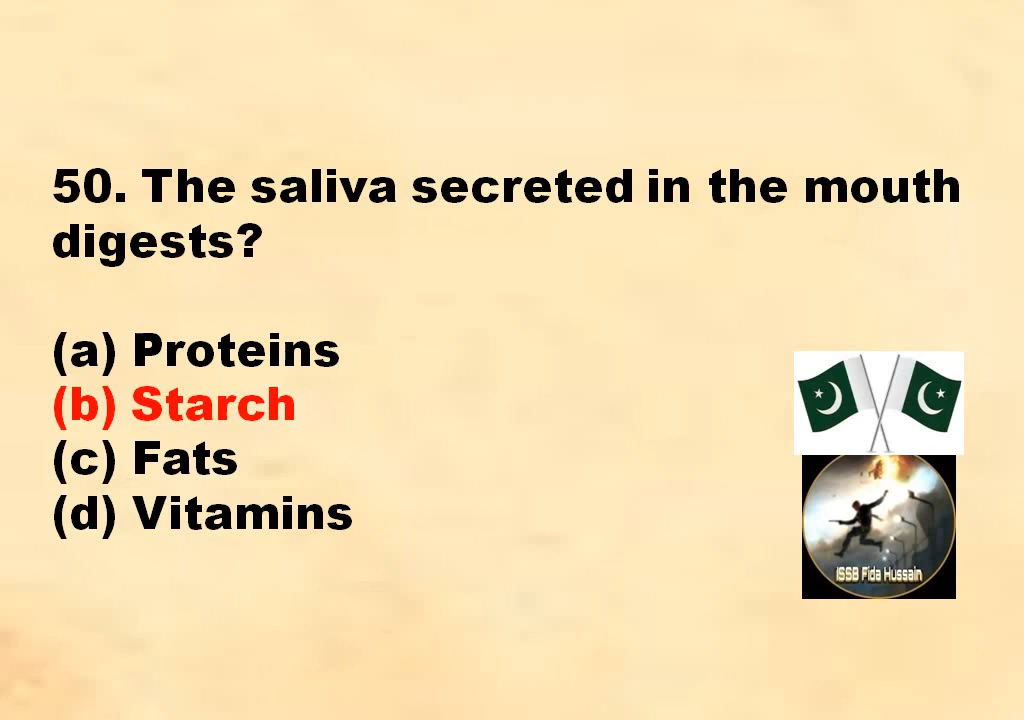 50. The saliva secreted in the mouth
digests?
(a) Proteins
(b) Starch
(c) Fats
(d) Vitamins
ISSB Fida Hussain